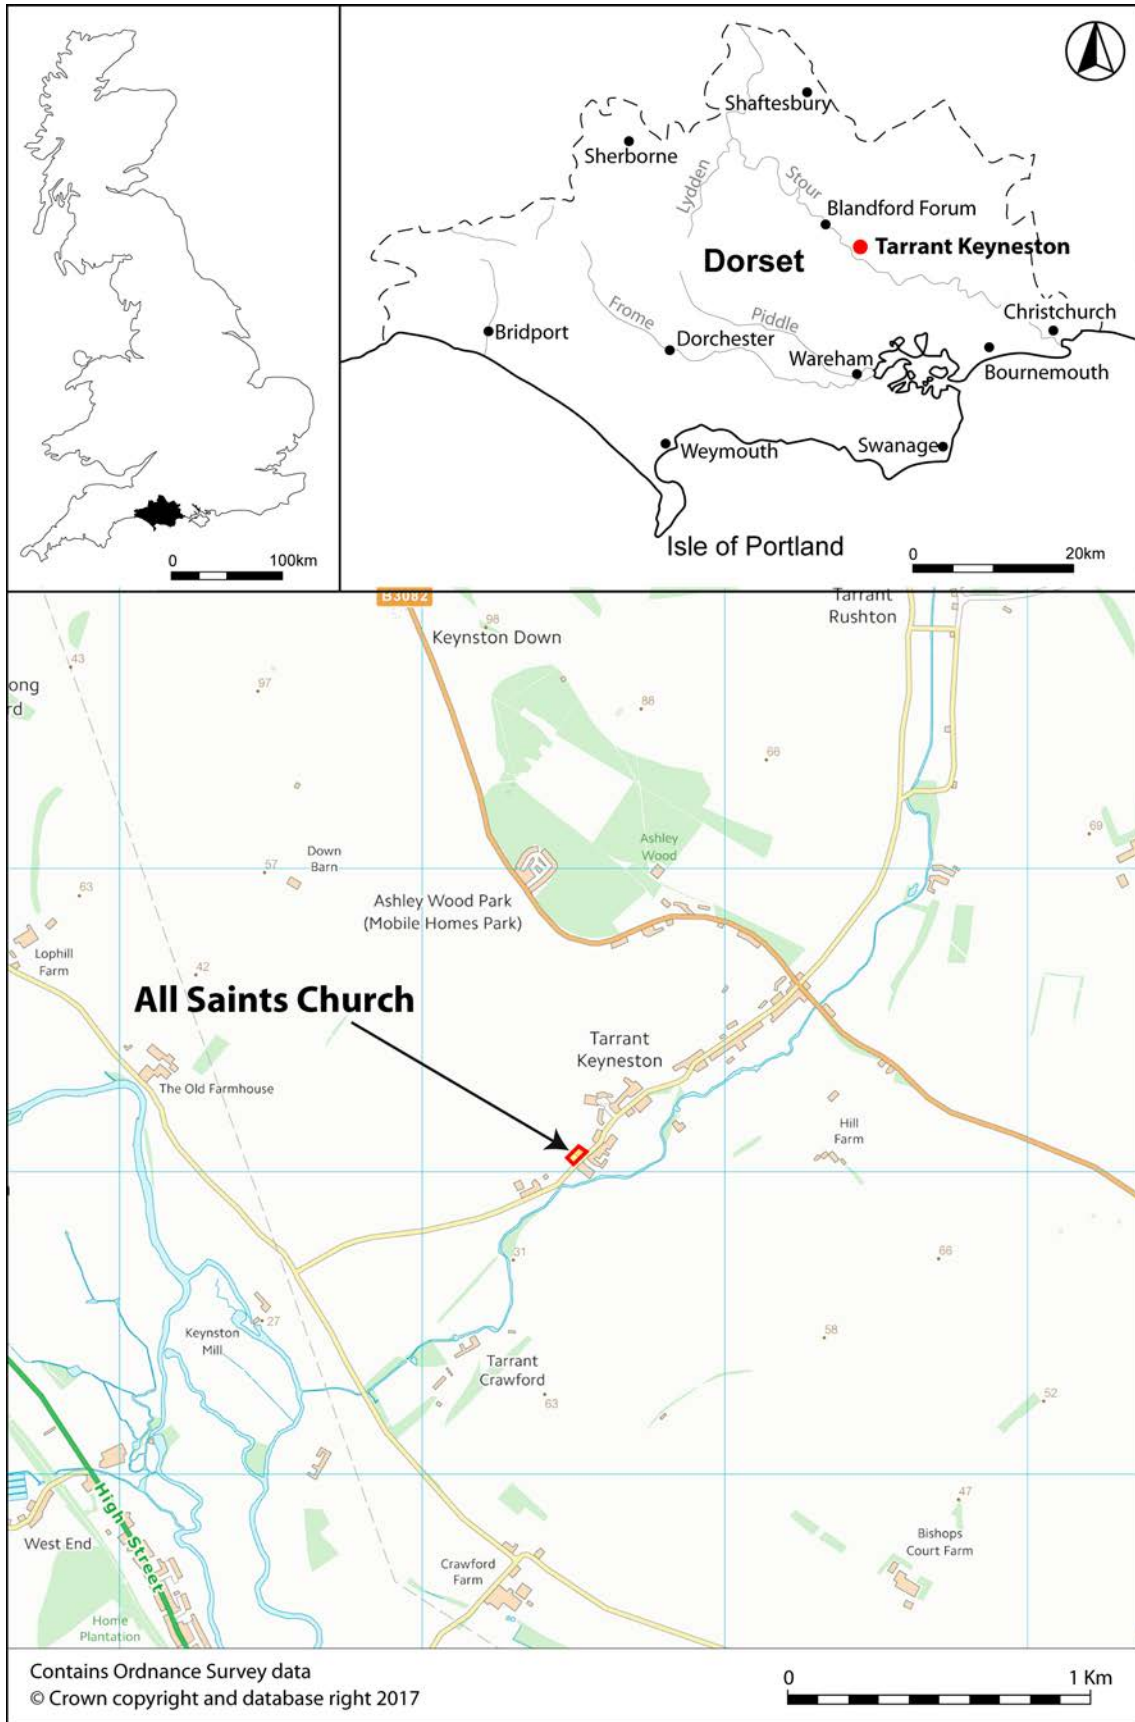 0
100km
Shaftesbury
Sherborne
Lydden
Stour
Blandford Forum
Tarrant Keyneston
Dorset
Christchurch
Bridport
Frome
Piddle
Dorchester
Wareham
Bournemouth
Weymouth
Swanage
Isle of Portland
0
20km
B3082
Tarrant
Rushton
98
Keynston Down
43
ong
rd
97
88
66
69
Down
Barn
57
Ashley
Wood
63
Ashley Wood Park
(Mobile Homes Park)
Lophill
Farm
42
All Saints Church
Tarrant
Keyneston
The Old Farmhouse
Hill
Farm
31
66
27
Keynston
Mill
58
Tarrant
Crawford
63
52
High Street
47
West End
Bishops
Court Farm
Crawford
Farm
Home
Plantation
Contains Ordnance Survey data
© Crown copyright and database right 2017
0
1 Km